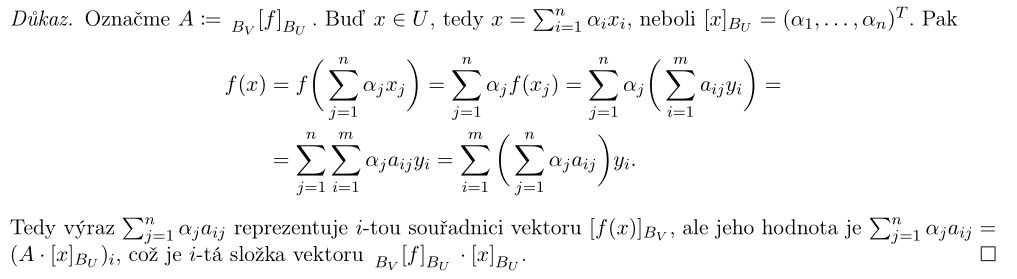 Důkaz. Označme A ≔ _{B_V}[f]_{B_U}. Buď x ∈ U, tedy x = ∑_{i=1}^{n} α_i x_i, neboli [x]_{B_U} = (α_1, . . . , α_n)^T. Pak
f(x) = f(∑_{j=1}^{n} α_j x_j) = ∑_{j=1}^{n} α_j f(x_j) = ∑_{j=1}^{n} α_j (∑_{i=1}^{m} a_{ij} y_i) =
= ∑_{j=1}^{n} ∑_{i=1}^{m} α_j a_{ij} y_i = ∑_{i=1}^{m} (∑_{j=1}^{n} α_j a_{ij}) y_i.
Tedy výraz ∑_{j=1}^{n} α_j a_{ij} reprezentuje i-tou souřadnici vektoru [f(x)]_{B_V}, ale jeho hodnota je ∑_{j=1}^{n} α_j a_{ij} =
(A · [x]_{B_U})_i, což je i-tá složka vektoru _{B_V}[f]_{B_U} · [x]_{B_U}. □